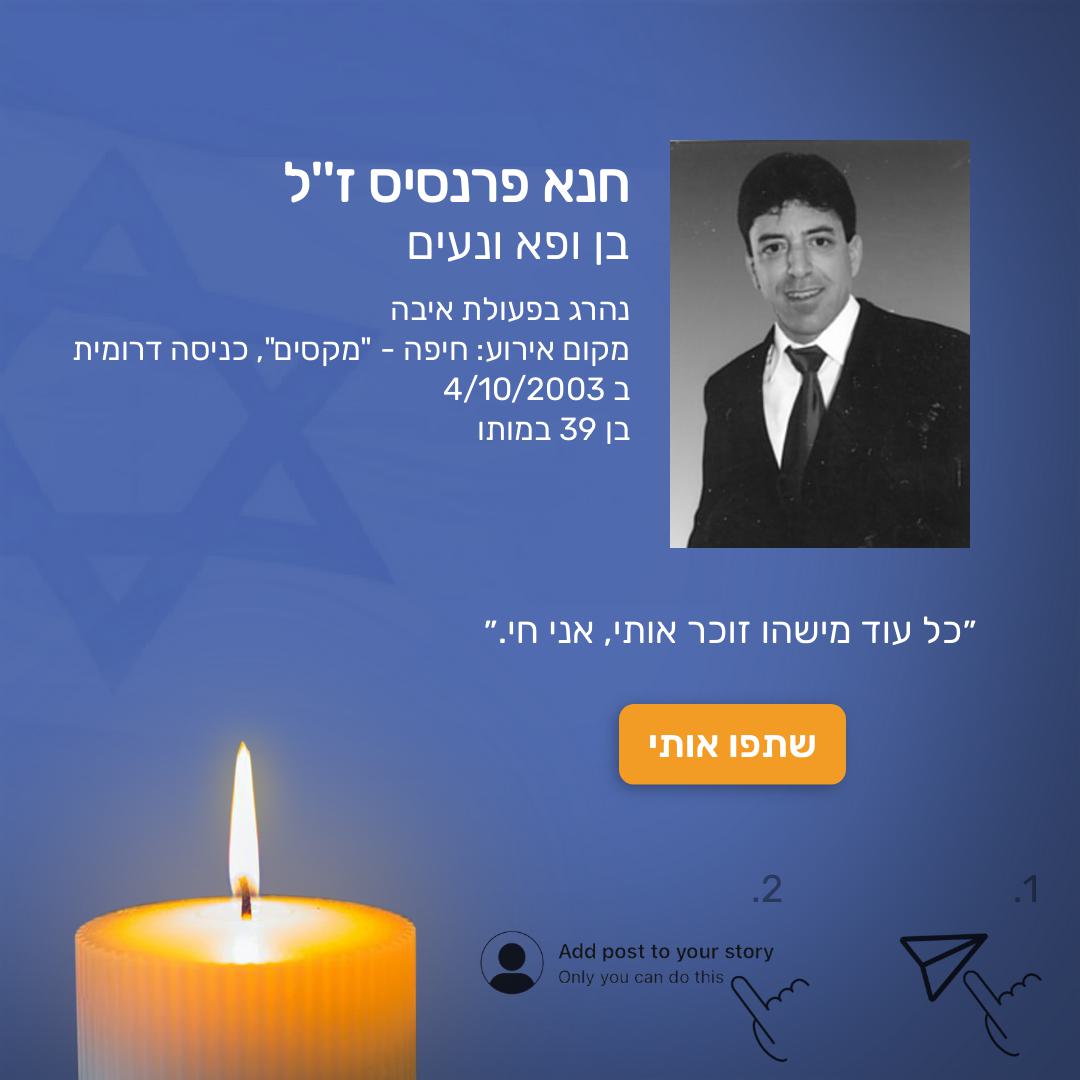 חנא פרנסיס ז"ל
בן ופא ונעים
נהרג בפעולת איבה
מקום אירוע: חיפה - "מקסים", כניסה דרומית
ב 4/10/2003
בן 39 במותו
״כל עוד מישהו זוכר אותי, אני חי.״
שתפו אותי
1.
2.
Add post to your story
Only you can do this